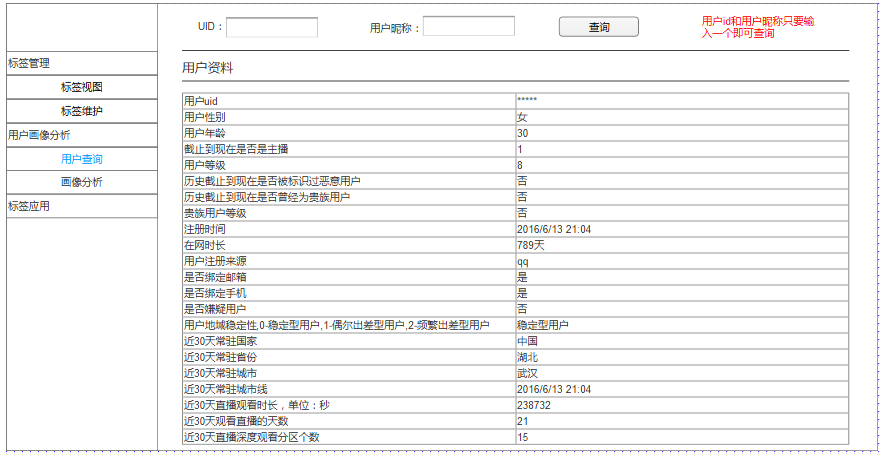 UID：
用户昵称：
查询
用户id和用户昵称只要输
入一个即可查询
标签管理
标签视图
标签维护
用户画像分析
用户查询
画像分析
标签应用
用户资料
用户uid *****
用户性别 女
用户年龄 30
截止到现在是否是主播 1
用户等级 8
历史截止到现在是否被标识过恶意用户 否
历史截止到现在是否曾经为贵族用户 否
贵族用户等级 否
注册时间 2016/6/13 21:04
在网时长 789天
用户注册来源 qq
是否绑定邮箱 是
是否绑定手机 是
是否嫌疑用户 否
用户地域稳定性,0-稳定型用户,1-偶尔出差型用户,2-频繁出差型用户 稳定型用户
近30天常驻国家 中国
近30天常驻省份 湖北
近30天常驻城市 武汉
近30天常驻城市线 2016/6/13 21:04
近30天直播观看时长，单位：秒 238732
近30天观看直播的天数 21
近30天直播深度观看分区个数 15